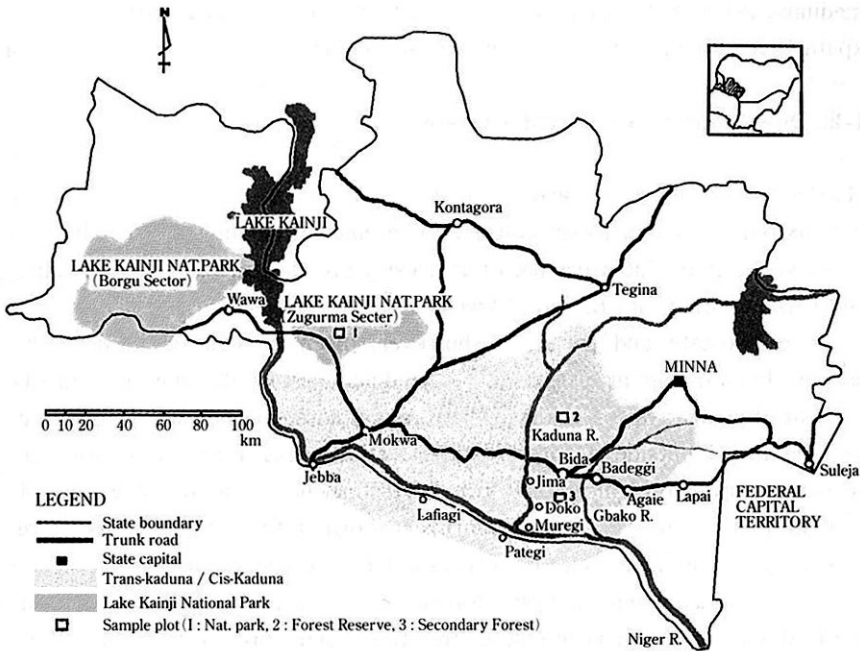 N
Kontagora
LAKE KAINJI
LAKE KAINJI NAT.PARK
(Borgu Sector)
Wawa
LAKE KAINJI NAT.PARK
(Zugurma Secter)
1
Tegina
MINNA
2
Kaduna R.
0 10 20 40 60 80 100
km
Mokwa
Bida
Badeggi
Jebba
Jima
Suleja
3
Doko
Agaie
Lapai
Lafiagi
Gbako R.
Muregi
Pategi
FEDERAL
CAPITAL
TERRITORY
Niger R.
LEGEND
State boundary
Trunk road
State capital
Trans-kaduna / Cis-Kaduna
Lake Kainji National Park
Sample plot (1 : Nat. park, 2 : Forest Reserve, 3 : Secondary Forest)